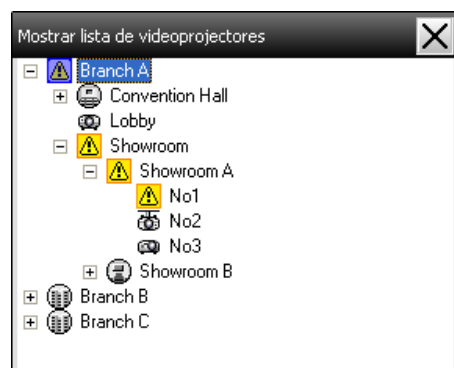 Mostrar lista de videoprojectores
Branch A
Convention Hall
Lobby
Showroom
Showroom A
No1
No2
No3
Showroom B
Branch B
Branch C